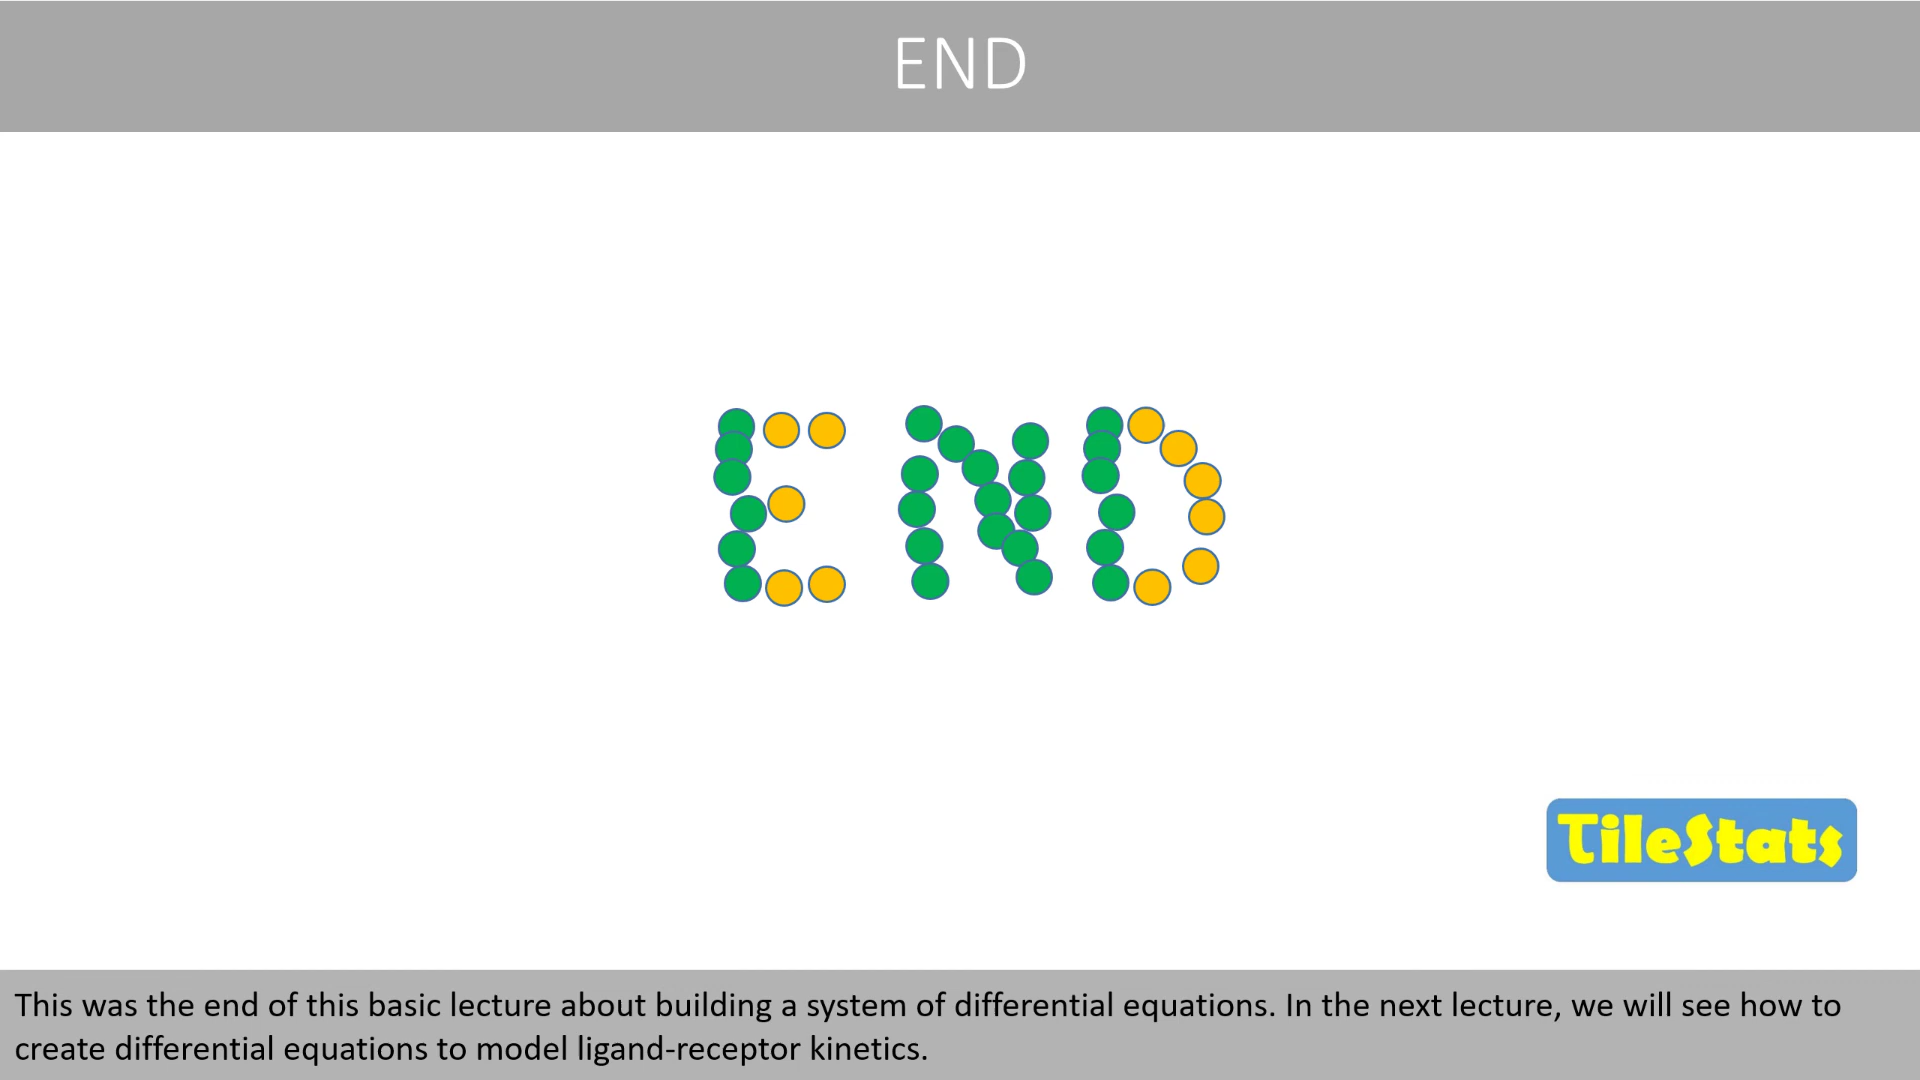 END
END
TileStats
This was the end of this basic lecture about building a system of differential equations. In the next lecture, we will see how to
create differential equations to model ligand-receptor kinetics.